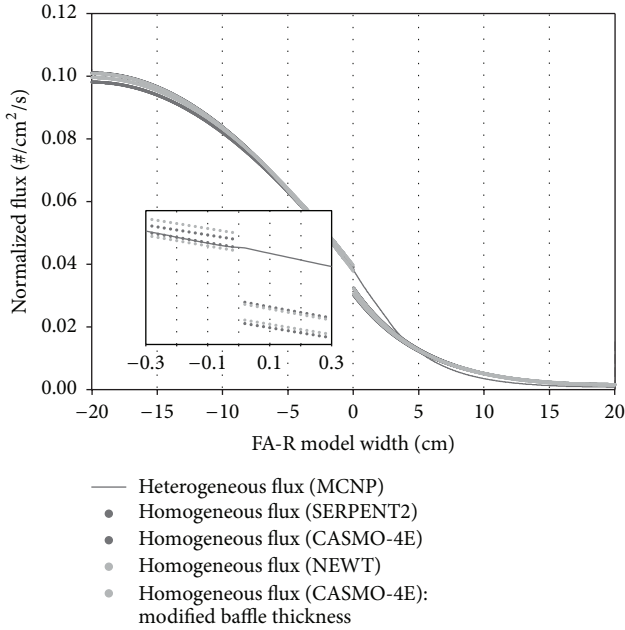 Normalized flux (#/cm²/s)
0.12
0.10
0.08
0.06
0.04
0.02
0.00
−0.3 −0.1 0.1 0.3
−20 −15 −10 −5 0 5 10 15 20
FA-R model width (cm)
Heterogeneous flux (MCNP)
Homogeneous flux (SERPENT2)
Homogeneous flux (CASMO-4E)
Homogeneous flux (NEWT)
Homogeneous flux (CASMO-4E):
modified baffle thickness